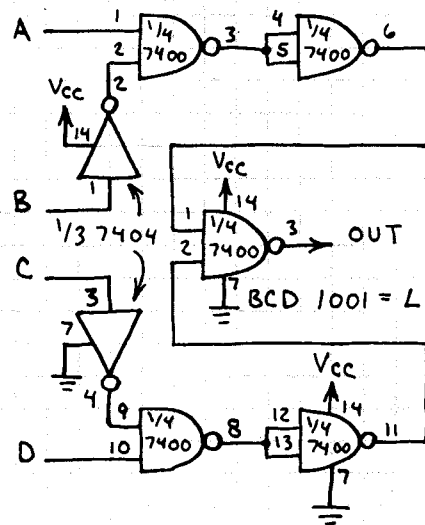 A 1 1/4 7400 3 4 5 1/4 7400 6
2
2
Vcc
14
B 1
1/3 7404
Vcc
14
1 2 1/4 7400 3 OUT
7
BCD 1001 = L
C
3
7
4
9 10 1/4 7400 8
D
Vcc
14
12 13 1/4 7400 11
7